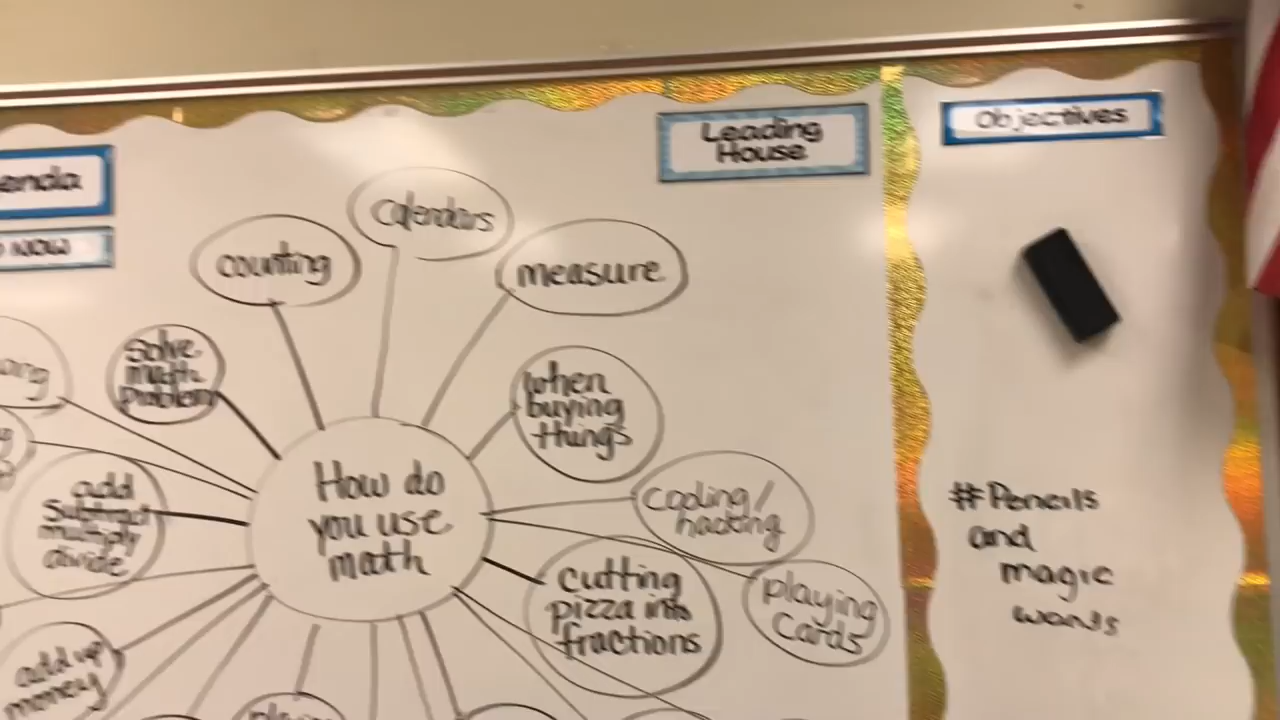 Leading
House
Objectives
NOW
calendars
counting
measure
solve
math
problem
when
buying
things
How do
you use
math
add
subtract
multiply
divide
coding/
hacking
cutting
pizza into
fractions
playing
cards
add up
money
#Pencils
and
magic
wands